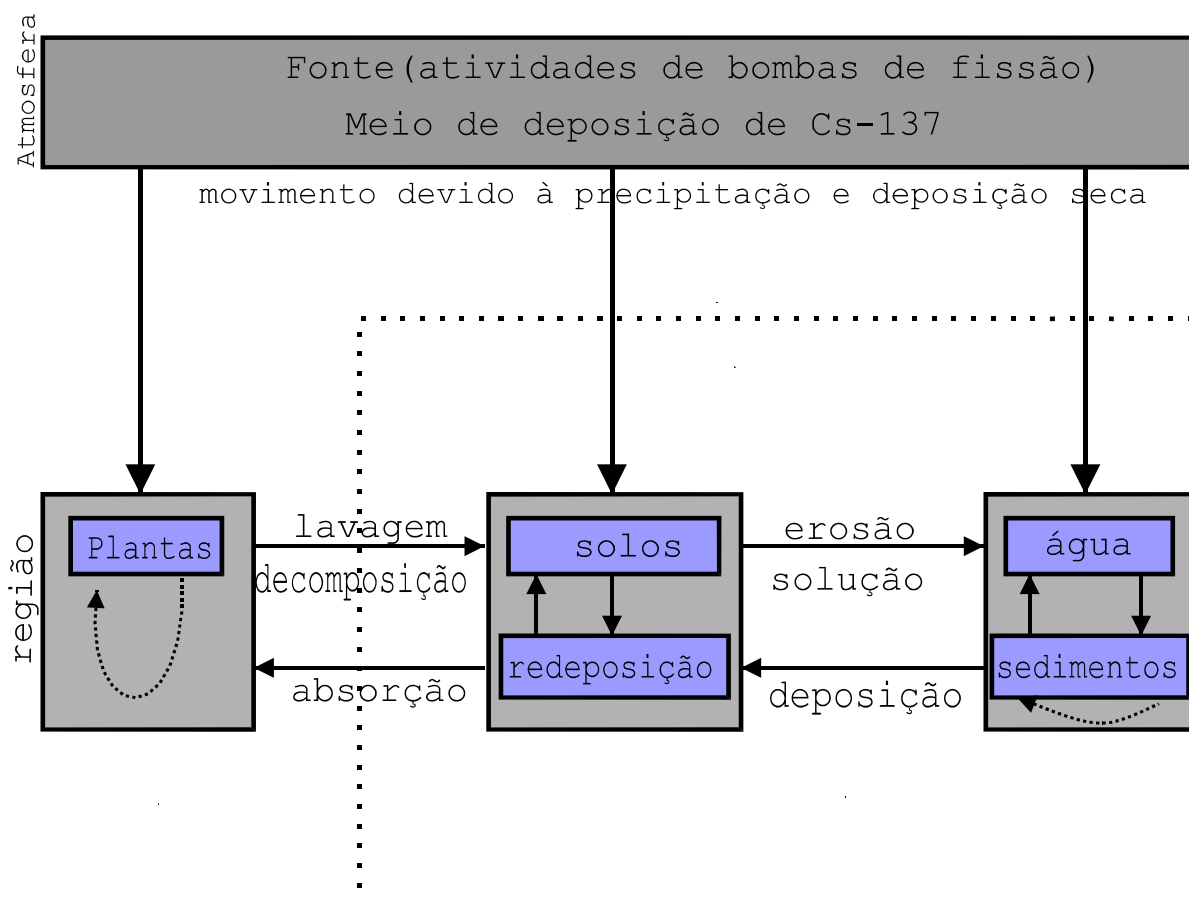 Atmosfera
Fonte(atividades de bombas de fissão)
Meio de deposição de Cs-137
movimento devido à precipitação e deposição seca
região
Plantas
lavagem
decomposição
absorção
solos
redeposição
erosão
solução
deposição
água
sedimentos